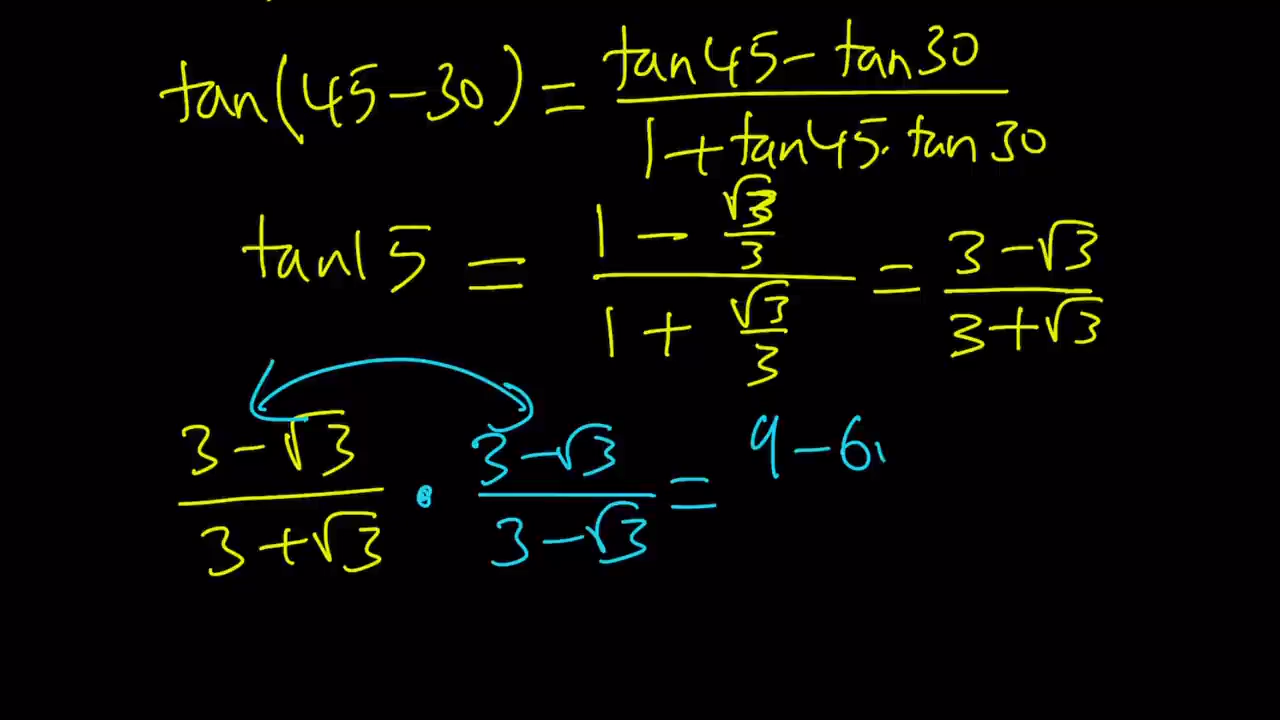 tan(45-30) = (tan45 - tan30)/(1 + tan45 · tan30)
tan15 = (1 - √3/3)/(1 + √3/3) = (3 - √3)/(3 + √3)
(3 - √3)/(3 + √3) · (3 - √3)/(3 - √3) = 9 - 6